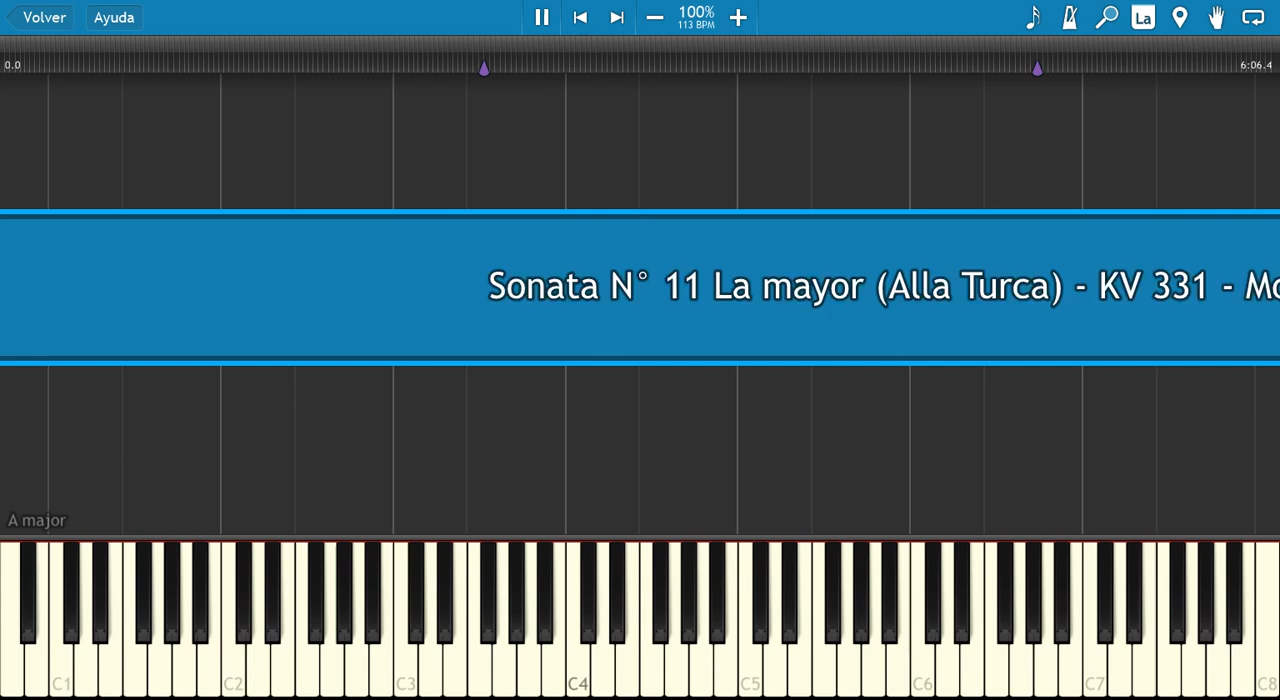 Volver
Ayuda
100%
113 BPM
La
0.0
6:06.4
Sonata N° 11 La mayor (Alla Turca) - KV 331 -
A major
C1 C2 C3 C4 C5 C6 C7 C8